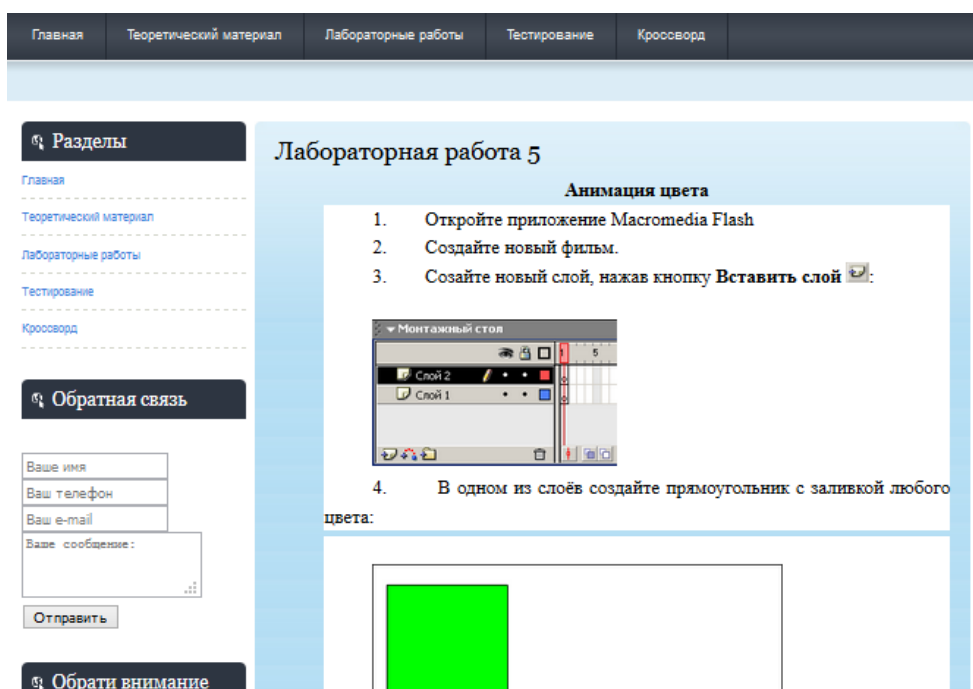 Главная Теоретический материал Лабораторные работы Тестирование Кроссворд
Разделы
Главная
Теоретический материал
Лабораторные работы
Тестирование
Кроссворд
Обратная связь
Ваше имя
Ваш телефон
Ваш e-mail
Ваше сообщение:
Отправить
Обрати внимание
Лабораторная работа 5
Анимация цвета
1. Откройте приложение Macromedia Flash
2. Создайте новый фильм.
3. Созайте новый слой, нажав кнопку Вставить слой :
Монтажный стол
1 5
Слой 2
Слой 1
4. В одном из слоёв создайте прямоугольник с заливкой любого
цвета: